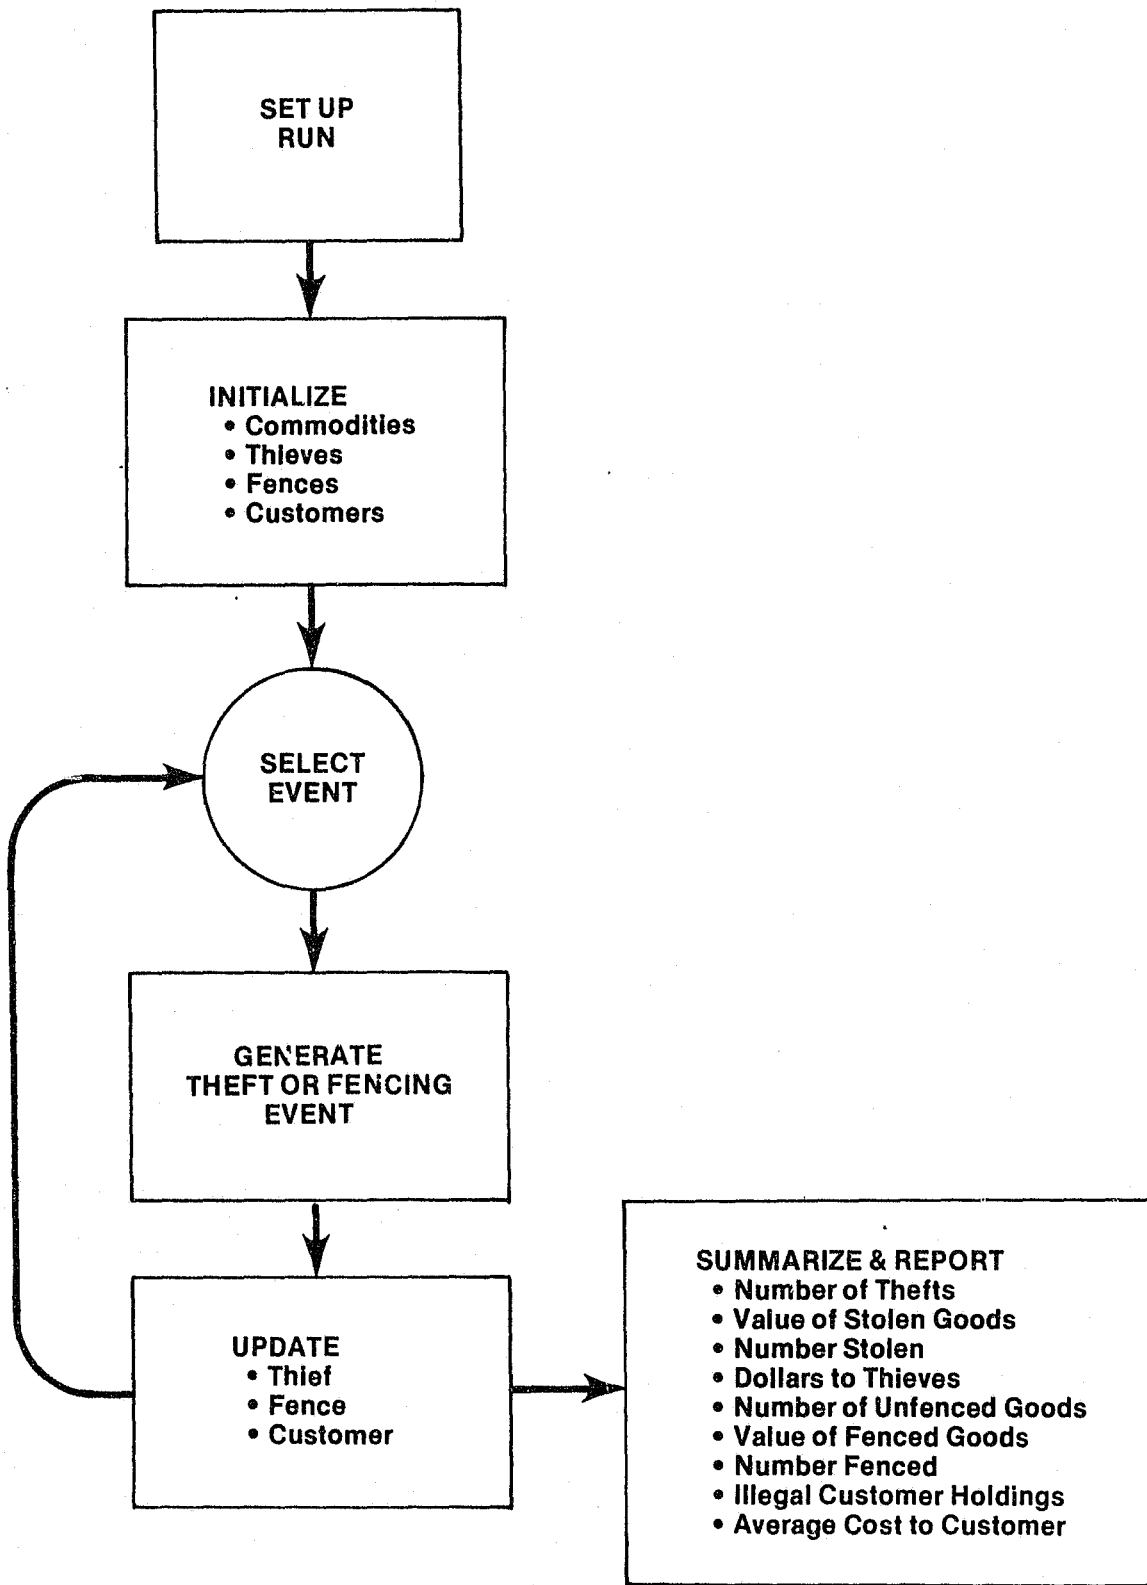 SET UP
RUN
INITIALIZE
• Commodities
• Thieves
• Fences
• Customers
SELECT
EVENT
GENERATE
THEFT OR FENCING
EVENT
UPDATE
• Thief
• Fence
• Customer
SUMMARIZE & REPORT
• Number of Thefts
• Value of Stolen Goods
• Number Stolen
• Dollars to Thieves
• Number of Unfenced Goods
• Value of Fenced Goods
• Number Fenced
• Illegal Customer Holdings
• Average Cost to Customer